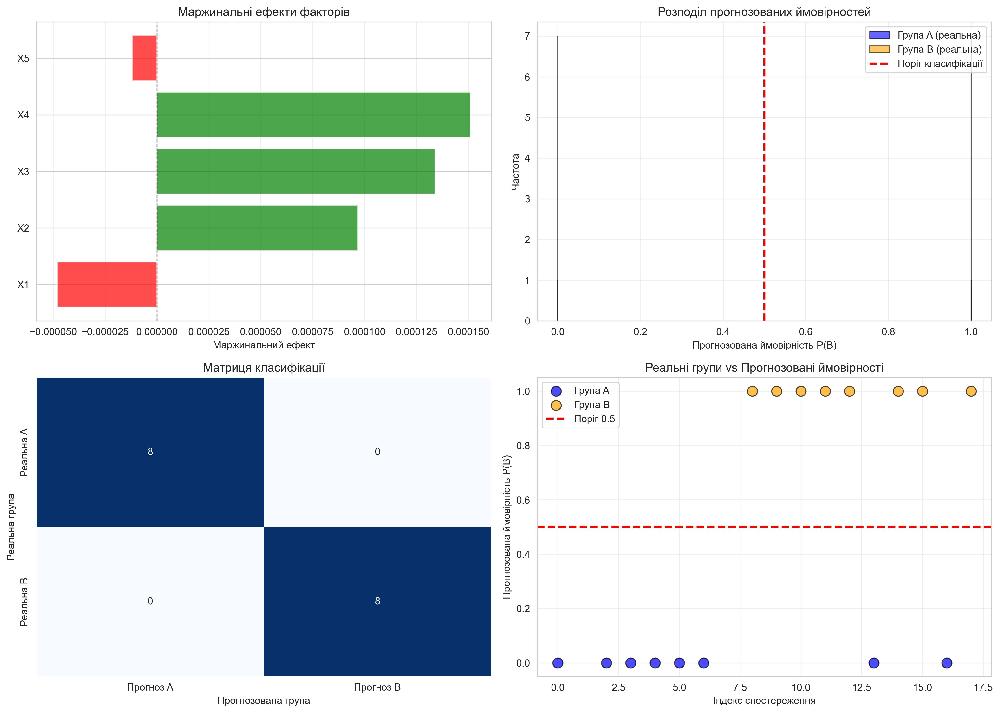 Маржинальні ефекти факторів
X5
X4
X3
X2
X1
−0.000050 −0.000025 0.000000 0.000025 0.000050 0.000075 0.000100 0.000125 0.000150
Маржинальний ефект
Розподіл прогнозованих ймовірностей
Група A (реальна)
Група B (реальна)
Поріг класифікації
Частота
7
6
5
4
3
2
1
0
0.0 0.2 0.4 0.6 0.8 1.0
Прогнозована ймовірність P(B)
Матриця класифікації
Реальна група
Реальна A
8 0
Реальна B
0 8
Прогноз A Прогноз B
Прогнозована група
Реальні групи vs Прогнозовані ймовірності
Група A
Група B
Поріг 0.5
Прогнозована ймовірність P(B)
1.0
0.8
0.6
0.4
0.2
0.0
0.0 2.5 5.0 7.5 10.0 12.5 15.0 17.5
Індекс спостереження